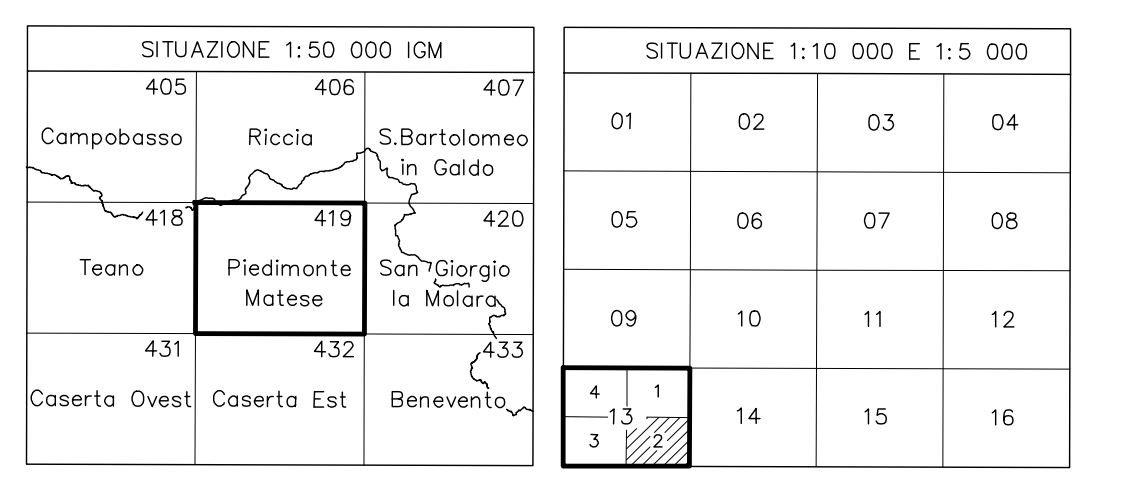 SITUAZIONE 1:50 000 IGM
405
406
407
Campobasso
Riccia
S.Bartolomeo
in Galdo
418
419
420
Teano
Piedimonte
Matese
San Giorgio
la Molara
431
432
433
Caserta Ovest
Caserta Est
Benevento
SITUAZIONE 1:10 000 E 1:5 000
01
02
03
04
05
06
07
08
09
10
11
12
4
1
13
3
2
14
15
16